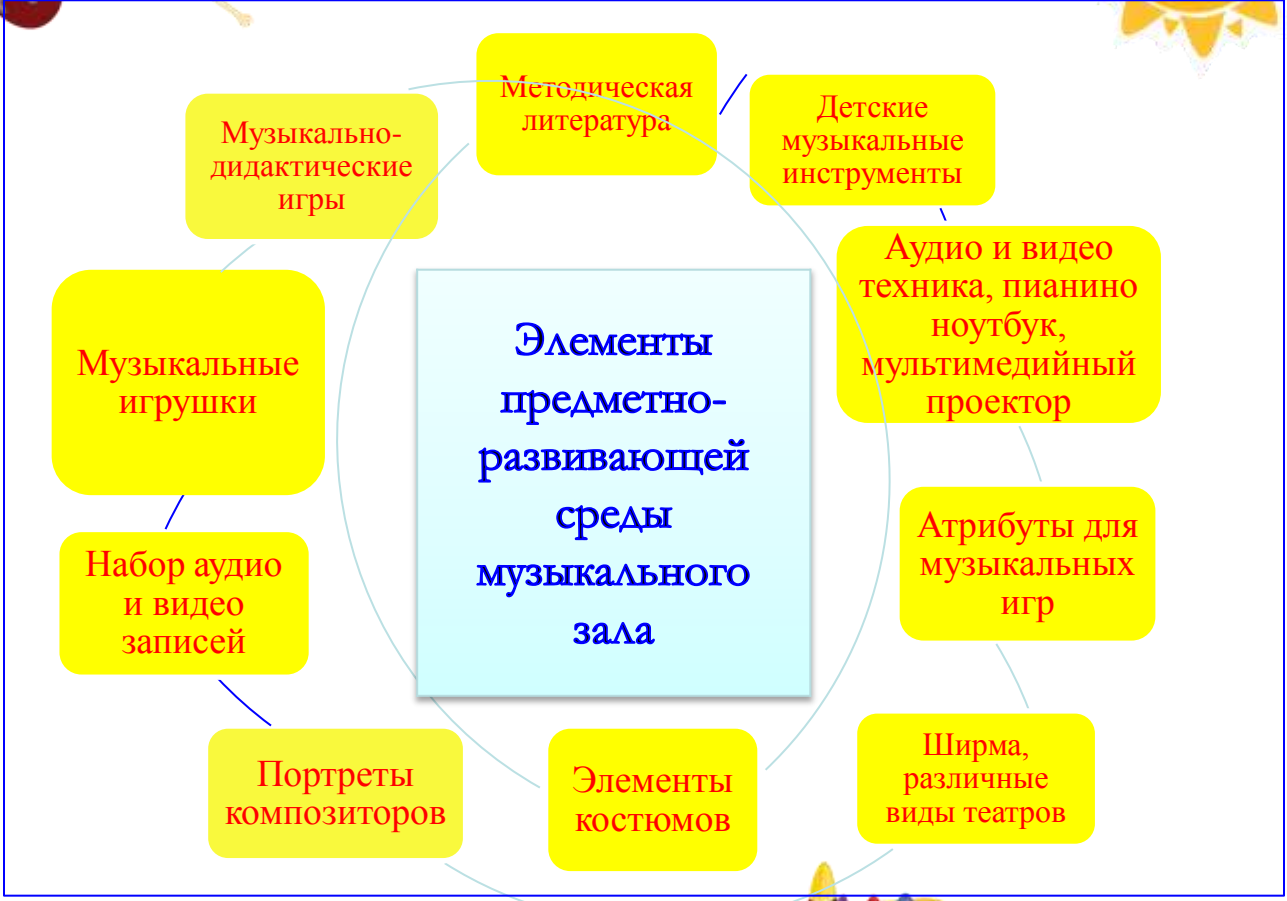 Методическая
литература
Детские
музыкальные
инструменты
Аудио и видео
техника, пианино
ноутбук,
мультимедийный
проектор
Атрибуты для
музыкальных
игр
Ширма,
различные
виды театров
Элементы
костюмов
Портреты
композиторов
Набор аудио
и видео
записей
Музыкальные
игрушки
Музыкально-
дидактические
игры
Элементы
предметно-
развивающей
среды
музыкального
зала